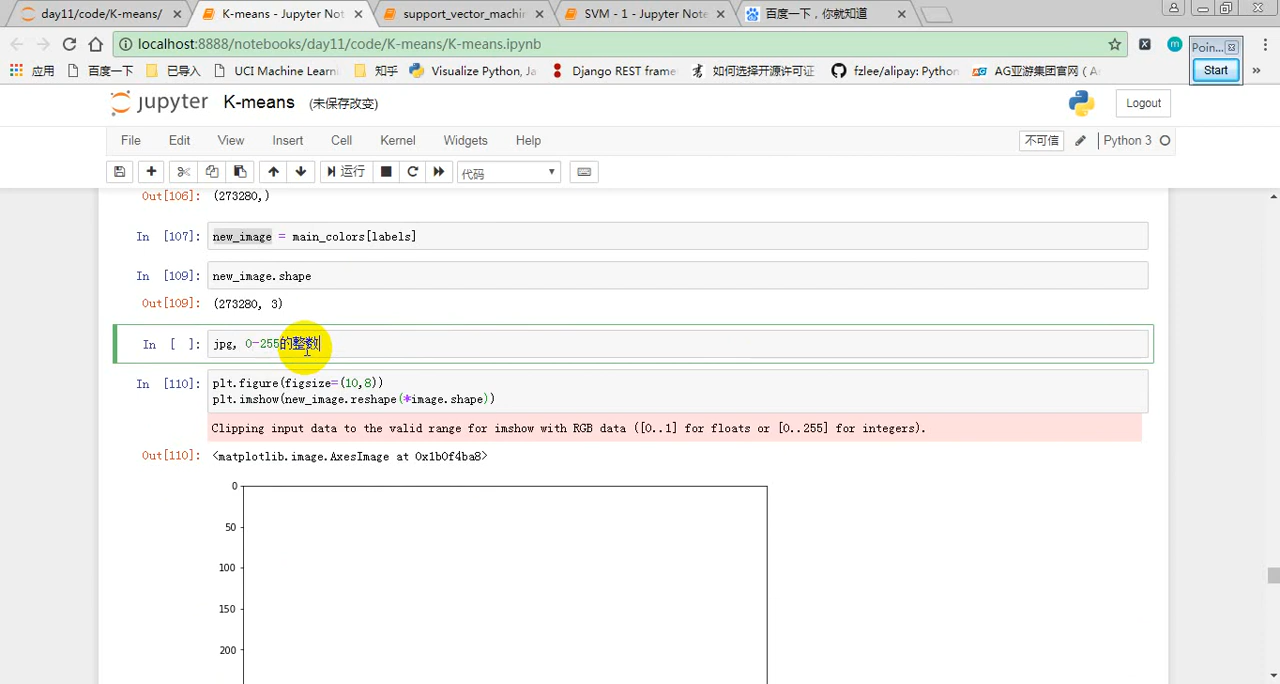 day11/code/K-means/
K-means - Jupyter Not
support_vector_machi
SVM - 1 - Jupyter Note
百度一下，你就知道
localhost:8888/notebooks/day11/code/K-means/K-means.ipynb
Poin...
Start
应用
百度一下
已导入
UCI Machine Learni
知乎
Visualize Python, Ja
Django REST frame
如何选择开源许可证
fzlee/alipay: Python
AG亚游集团官网（A
»
jupyter
K-means
(未保存改变)
Logout
File
Edit
View
Insert
Cell
Kernel
Widgets
Help
不可信
Python 3
运行
代码
Out[106]: (273280,)
In [107]: new_image = main_colors[labels]
In [109]: new_image.shape
Out[109]: (273280, 3)
In [ ]: jpg, 0-255的整数
In [110]: plt.figure(figsize=(10,8))
plt.imshow(new_image.reshape(*image.shape))
Clipping input data to the valid range for imshow with RGB data ([0..1] for floats or [0..255] for integers).
Out[110]: <matplotlib.image.AxesImage at 0x1b0f4ba8>
0
50
100
150
200